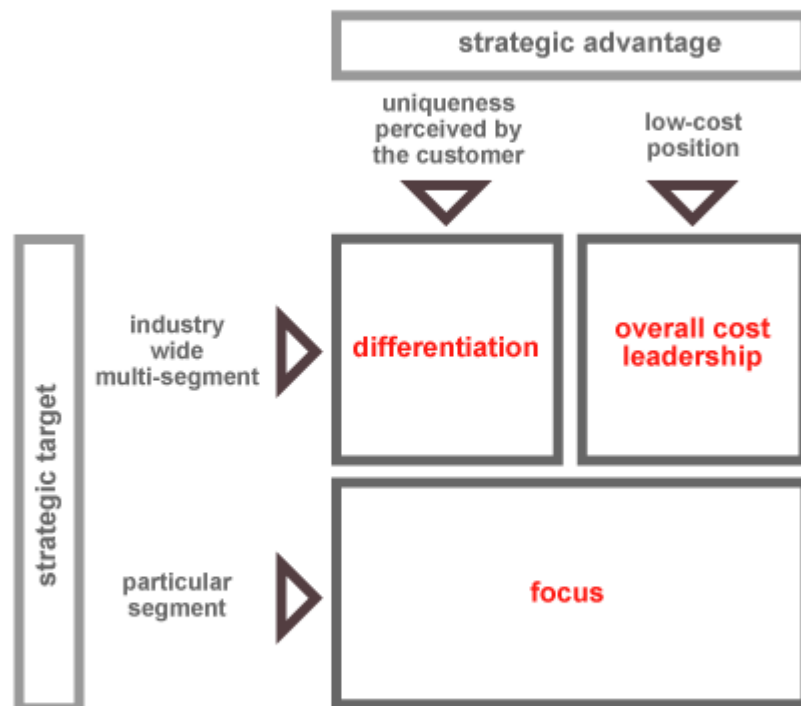 strategic advantage
uniqueness
perceived by
the customer
low-cost
position
strategic target
industry
wide
multi-segment
differentiation
overall cost
leadership
particular
segment
focus